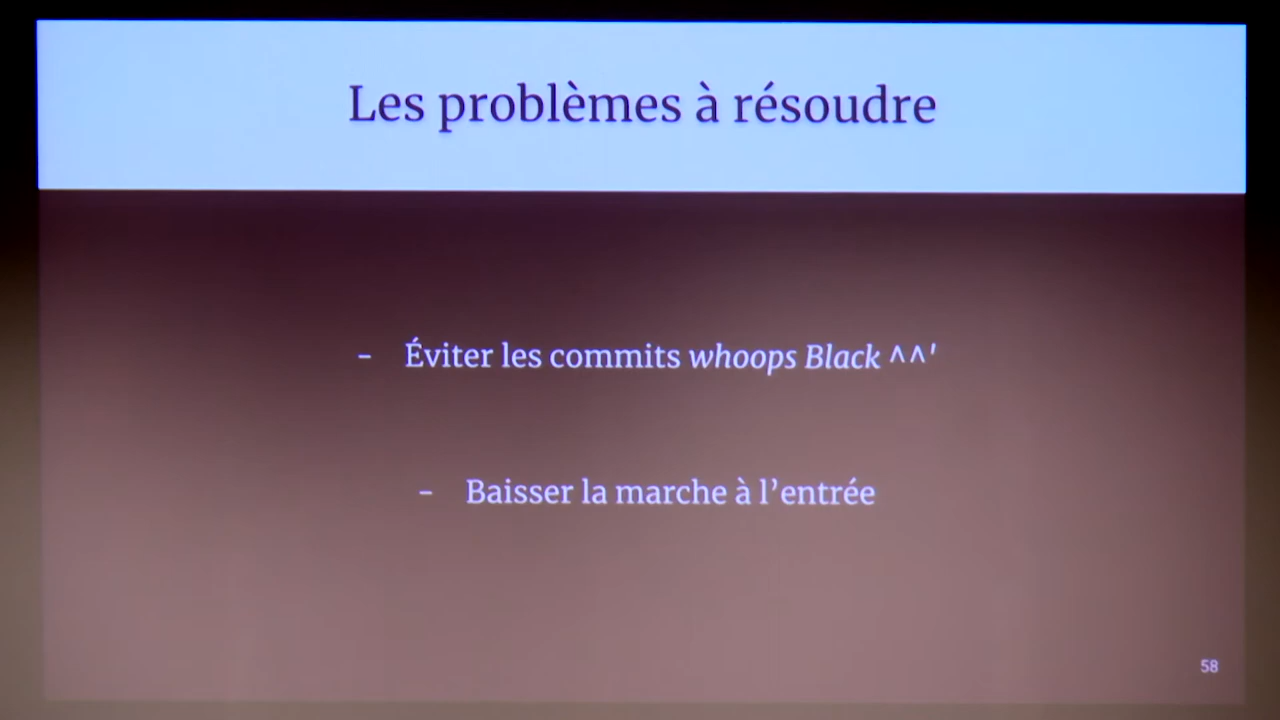 Les problèmes à résoudre
- Éviter les commits whoops Black ^^'
- Baisser la marche à l’entrée
58